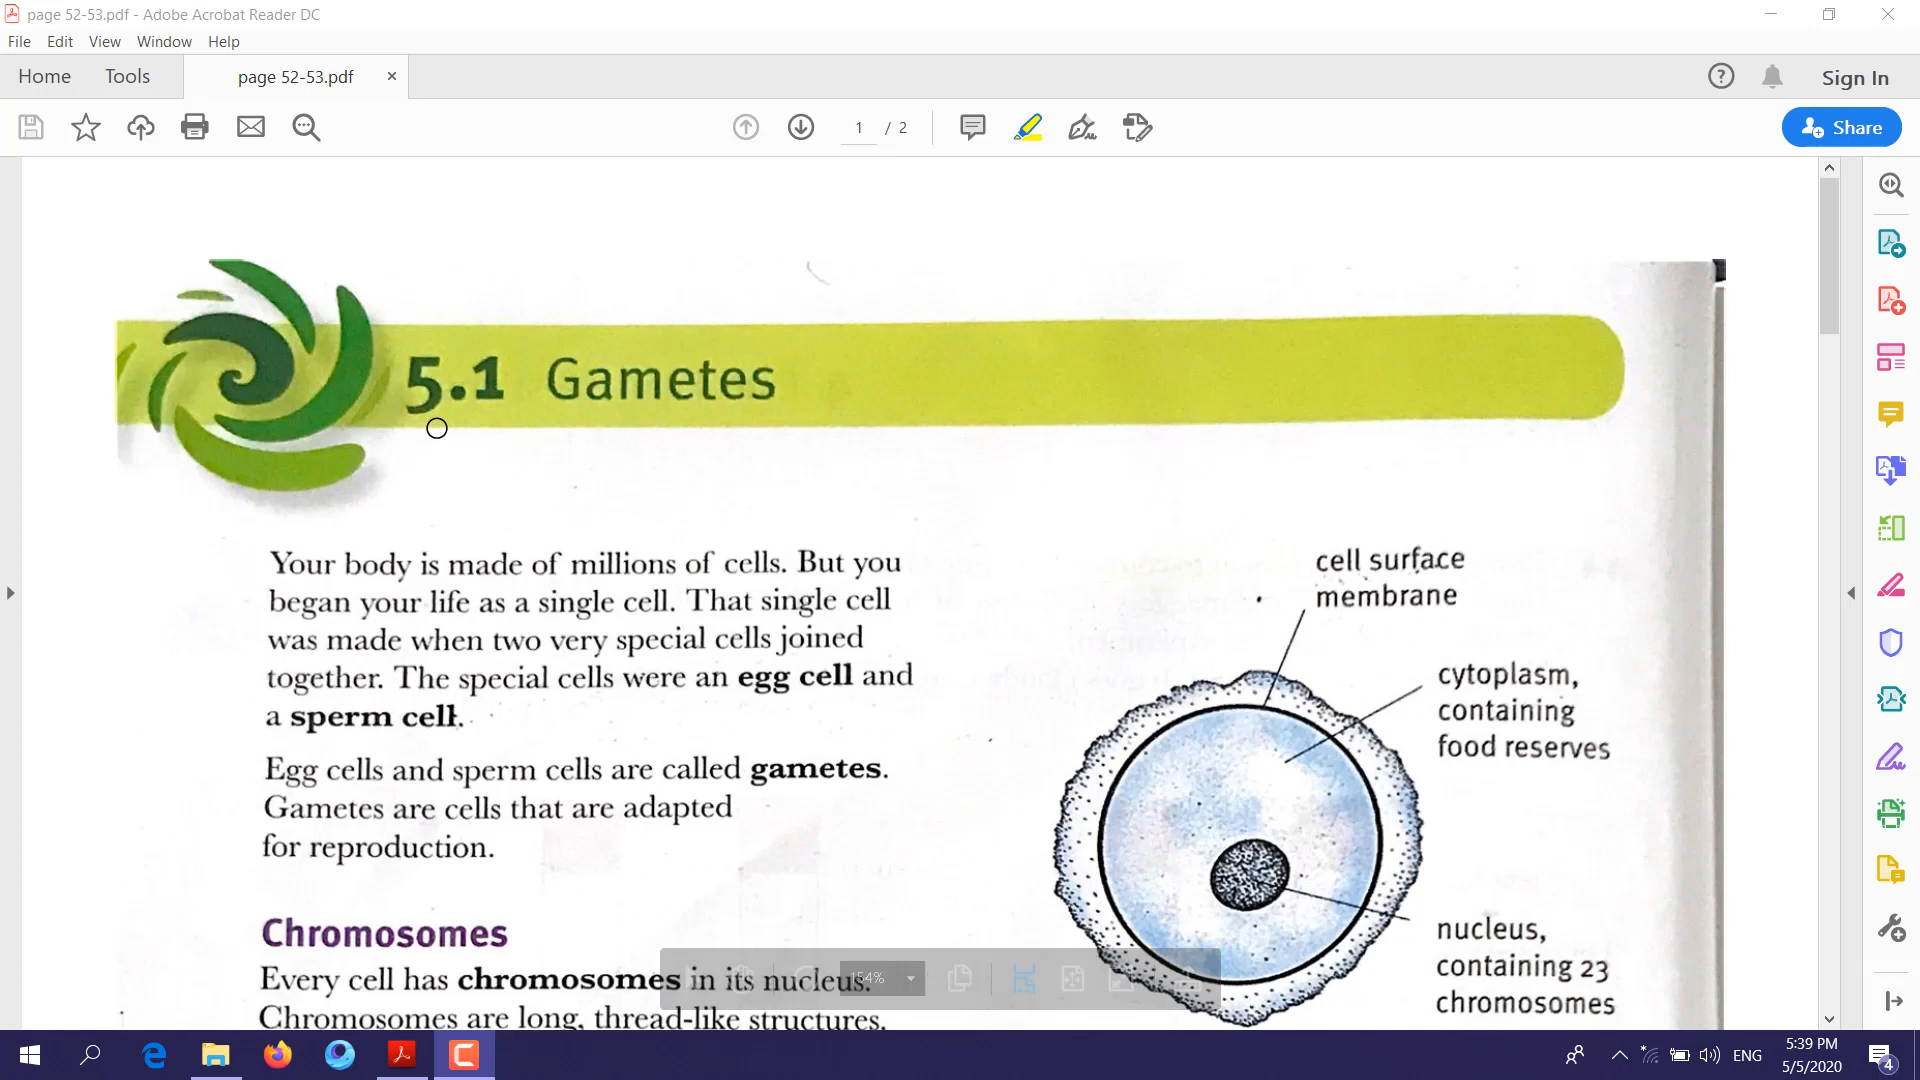 page 52-53.pdf - Adobe Acrobat Reader DC
File Edit View Window Help
Home Tools page 52-53.pdf × Sign In
1 / 2
Share
5.1 Gametes
Your body is made of millions of cells. But you
began your life as a single cell. That single cell
was made when two very special cells joined
together. The special cells were an egg cell and
a sperm cell.
Egg cells and sperm cells are called gametes.
Gametes are cells that are adapted
for reproduction.
Chromosomes
Every cell has chromosomes in its nucleus.
Chromosomes are long, thread-like structures.
cell surface
membrane
cytoplasm,
containing
food reserves
nucleus,
containing 23
chromosomes
154%
ENG
5:39 PM
5/5/2020
4